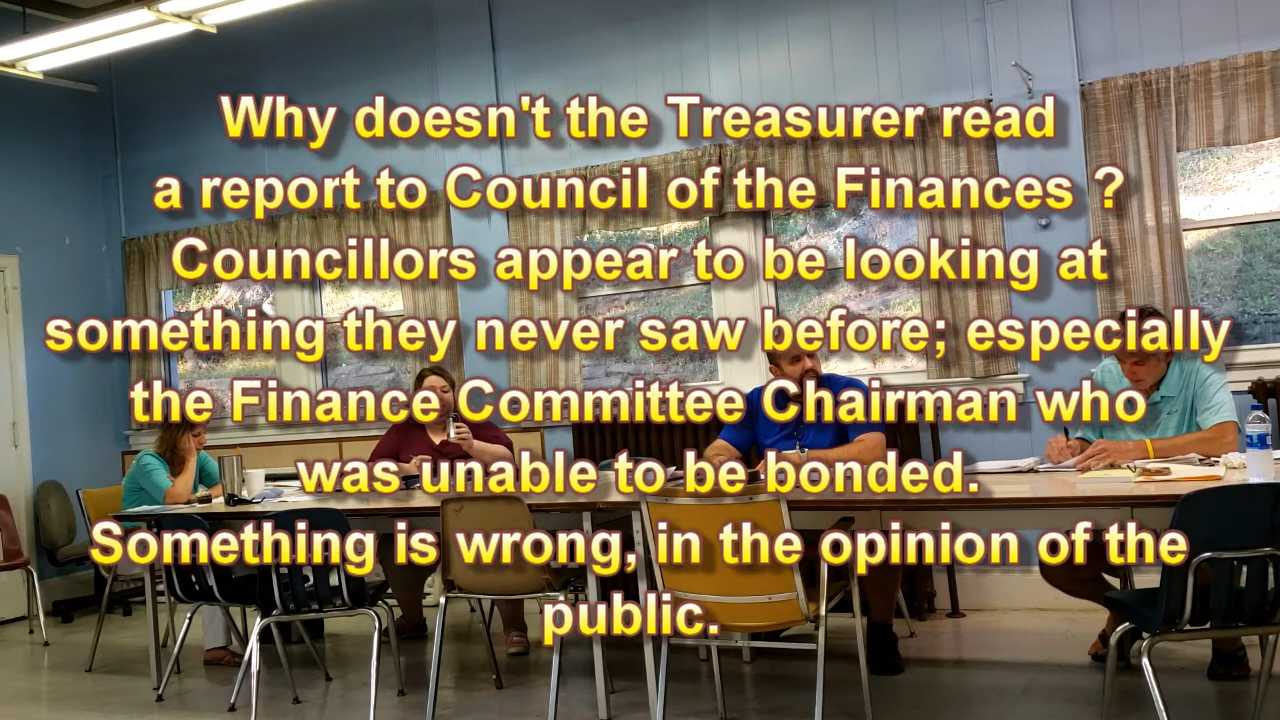 Why doesn't the Treasurer read
a report to Council of the Finances ?
Councillors appear to be looking at
something they never saw before; especially
the Finance Committee Chairman who
was unable to be bonded.
Something is wrong, in the opinion of the
public.